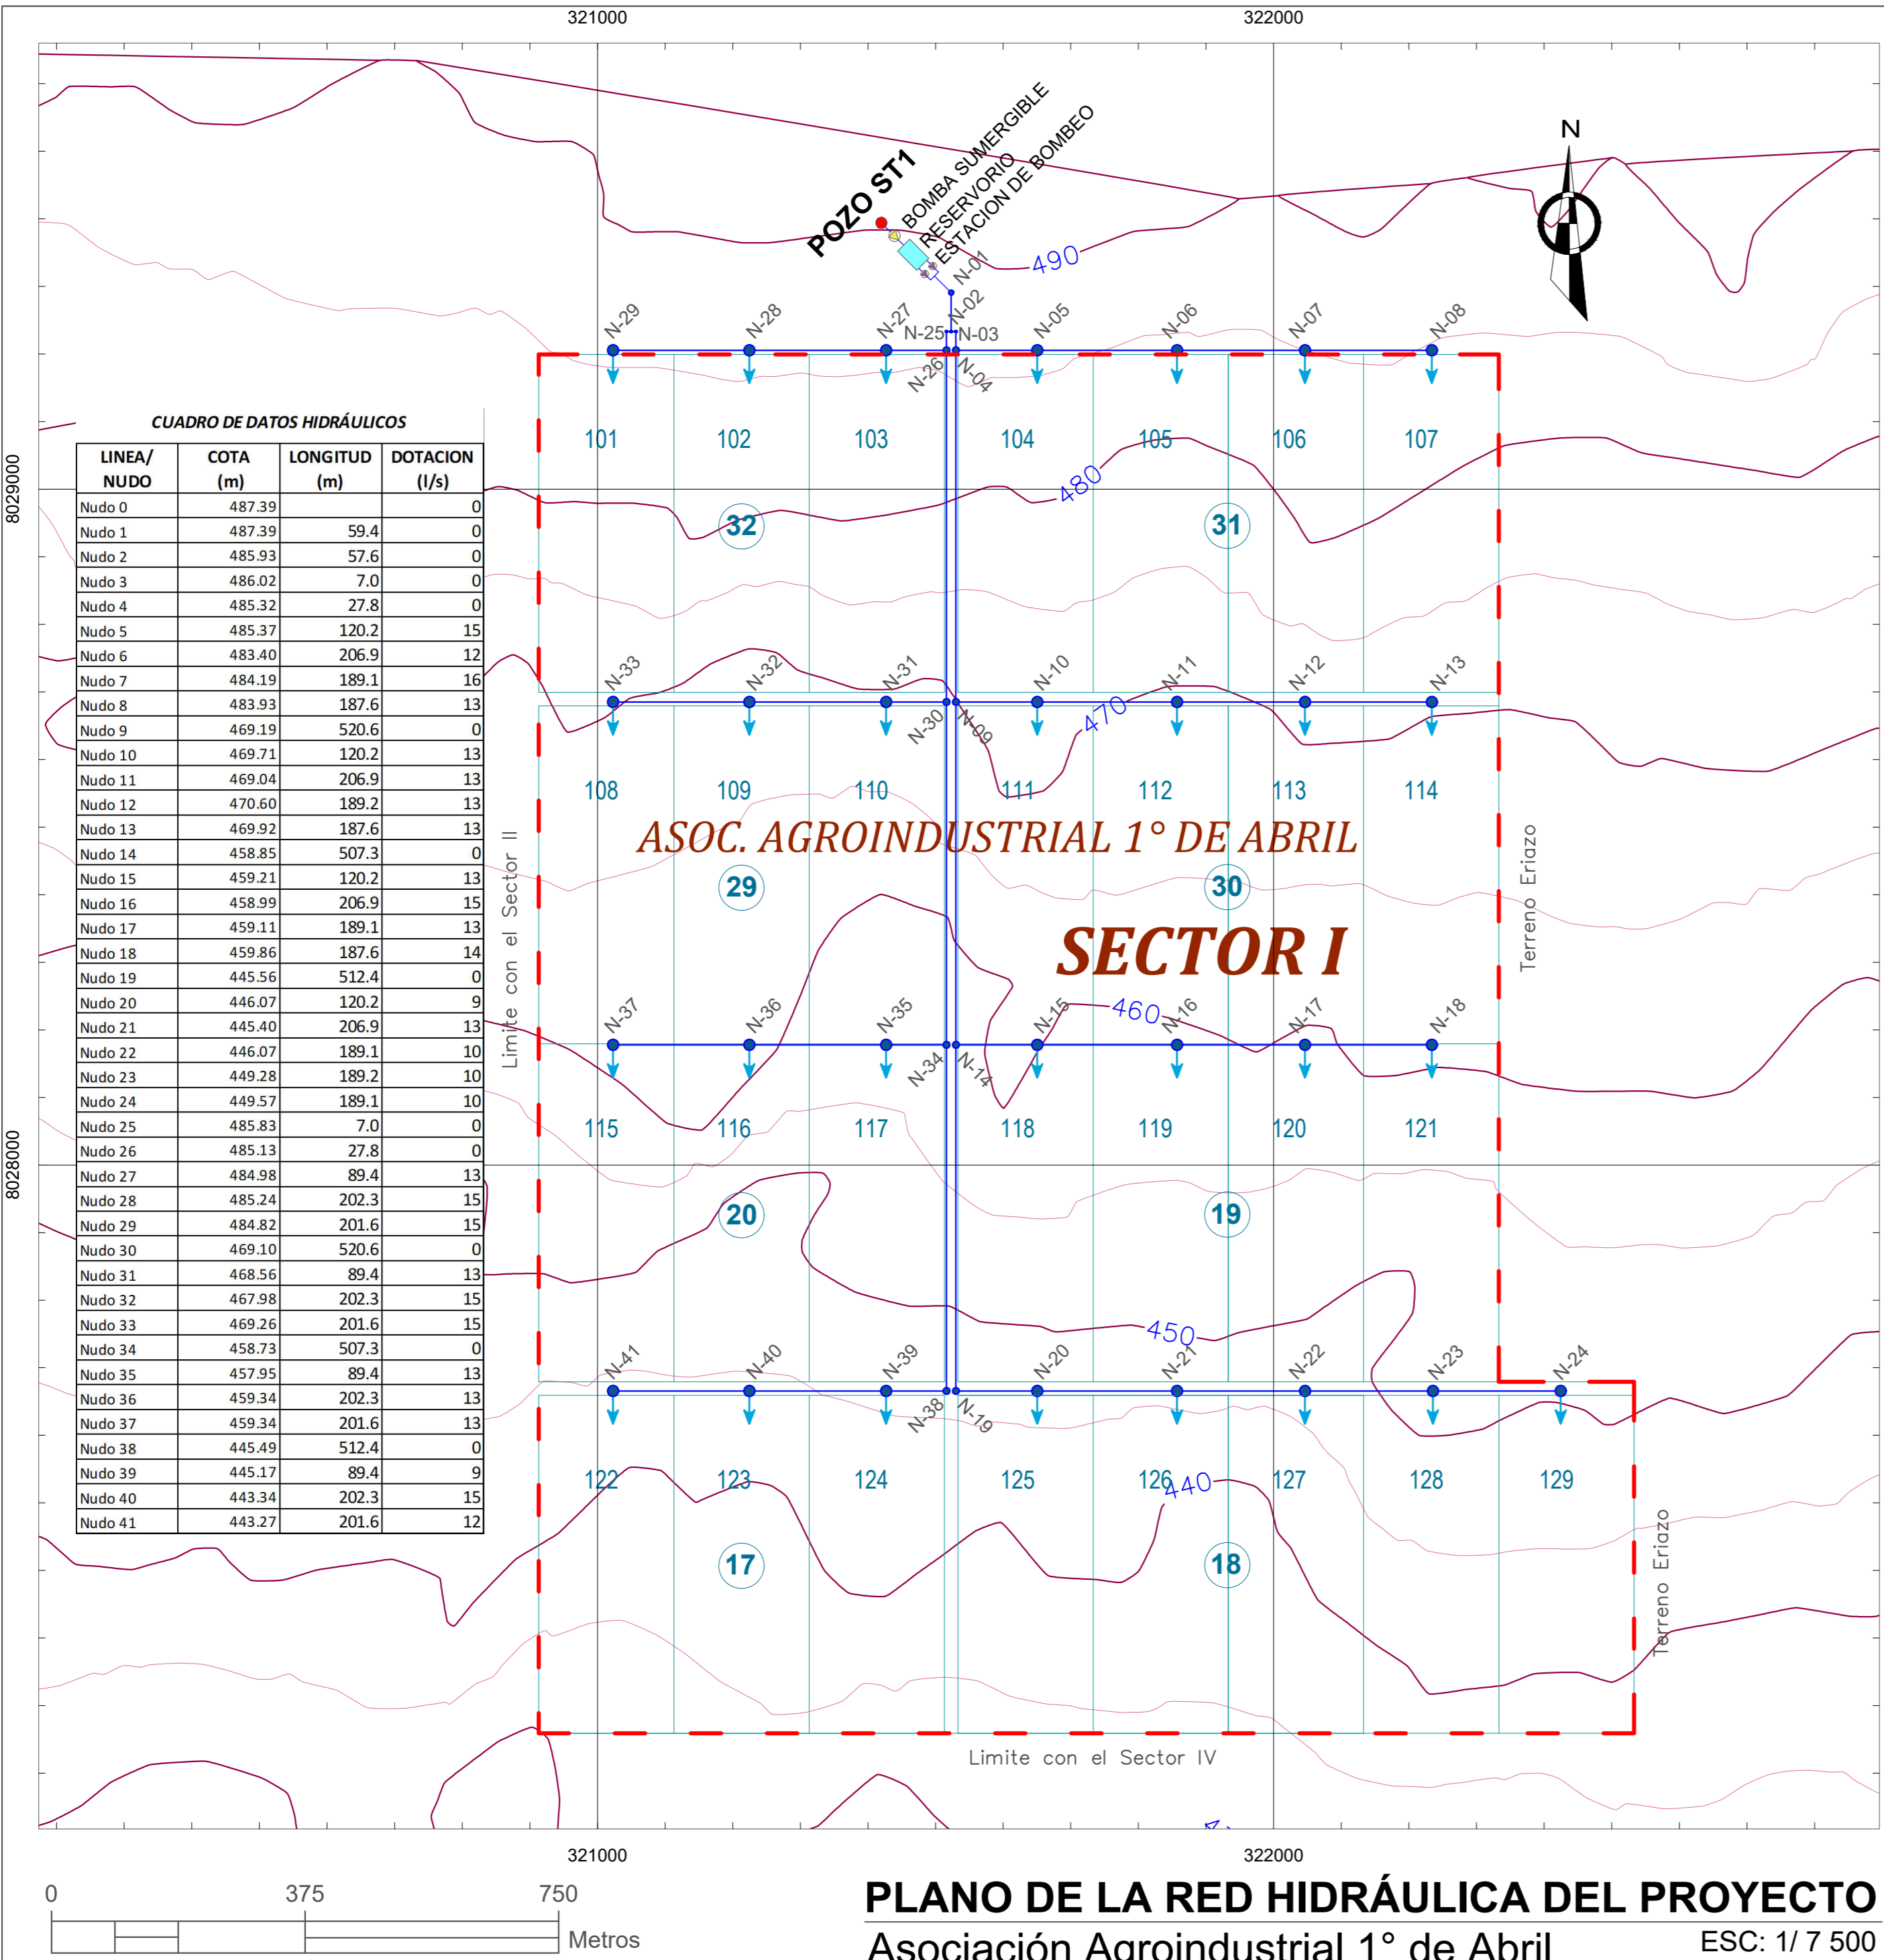 321000
322000
POZO ST1
BOMBA SUMERGIBLE
RESERVORIO
ESTACION DE BOMBEO
N
490
N-01
N-02
N-29
N-28
N-27
N-25
N-03
N-05
N-06
N-07
N-08
N-26
N-04
101
102
103
104
105
106
107
CUADRO DE DATOS HIDRÁULICOS
LINEA/ NUDO COTA (m) LONGITUD (m) DOTACION (l/s)
Nudo 0 487.39 0
Nudo 1 487.39 59.4 0
Nudo 2 485.93 57.6 0
Nudo 3 486.02 7.0 0
Nudo 4 485.32 27.8 0
Nudo 5 485.37 120.2 15
Nudo 6 483.40 206.9 12
Nudo 7 484.19 189.1 16
Nudo 8 483.93 187.6 13
Nudo 9 469.19 520.6 0
Nudo 10 469.71 120.2 13
Nudo 11 469.04 206.9 13
Nudo 12 470.60 189.2 13
Nudo 13 469.92 187.6 13
Nudo 14 458.85 507.3 0
Nudo 15 459.21 120.2 13
Nudo 16 458.99 206.9 15
Nudo 17 459.11 189.1 13
Nudo 18 459.86 187.6 14
Nudo 19 445.56 512.4 0
Nudo 20 446.07 120.2 9
Nudo 21 445.40 206.9 13
Nudo 22 446.07 189.1 10
Nudo 23 449.28 189.2 10
Nudo 24 449.57 189.1 10
Nudo 25 485.83 7.0 0
Nudo 26 485.13 27.8 0
Nudo 27 484.98 89.4 13
Nudo 28 485.24 202.3 15
Nudo 29 484.82 201.6 15
Nudo 30 469.10 520.6 0
Nudo 31 468.56 89.4 13
Nudo 32 467.98 202.3 15
Nudo 33 469.26 201.6 15
Nudo 34 458.73 507.3 0
Nudo 35 457.95 89.4 13
Nudo 36 459.34 202.3 13
Nudo 37 459.34 201.6 13
Nudo 38 445.49 512.4 0
Nudo 39 445.17 89.4 9
Nudo 40 443.34 202.3 15
Nudo 41 443.27 201.6 12
8029000
8028000
480
32
31
N-33
N-32
N-31
N-10
N-11
N-12
N-13
470
N-30
N-09
108
109
110
111
112
113
114
ASOC. AGROINDUSTRIAL 1° DE ABRIL
29
30
SECTOR I
Limite con el Sector II
Terreno Eriazo
N-37
N-36
N-35
N-15
460
N-16
N-17
N-18
N-34
N-14
115
116
117
118
119
120
121
20
19
450
N-41
N-40
N-39
N-20
N-21
N-22
N-23
N-24
N-38
N-19
122
123
124
125
126
440
127
128
129
17
18
Terreno Eriazo
Limite con el Sector IV
321000
322000
0 375 750
Metros
PLANO DE LA RED HIDRÁULICA DEL PROYECTO
Asociación Agroindustrial 1° de Abril
ESC: 1/ 7 500